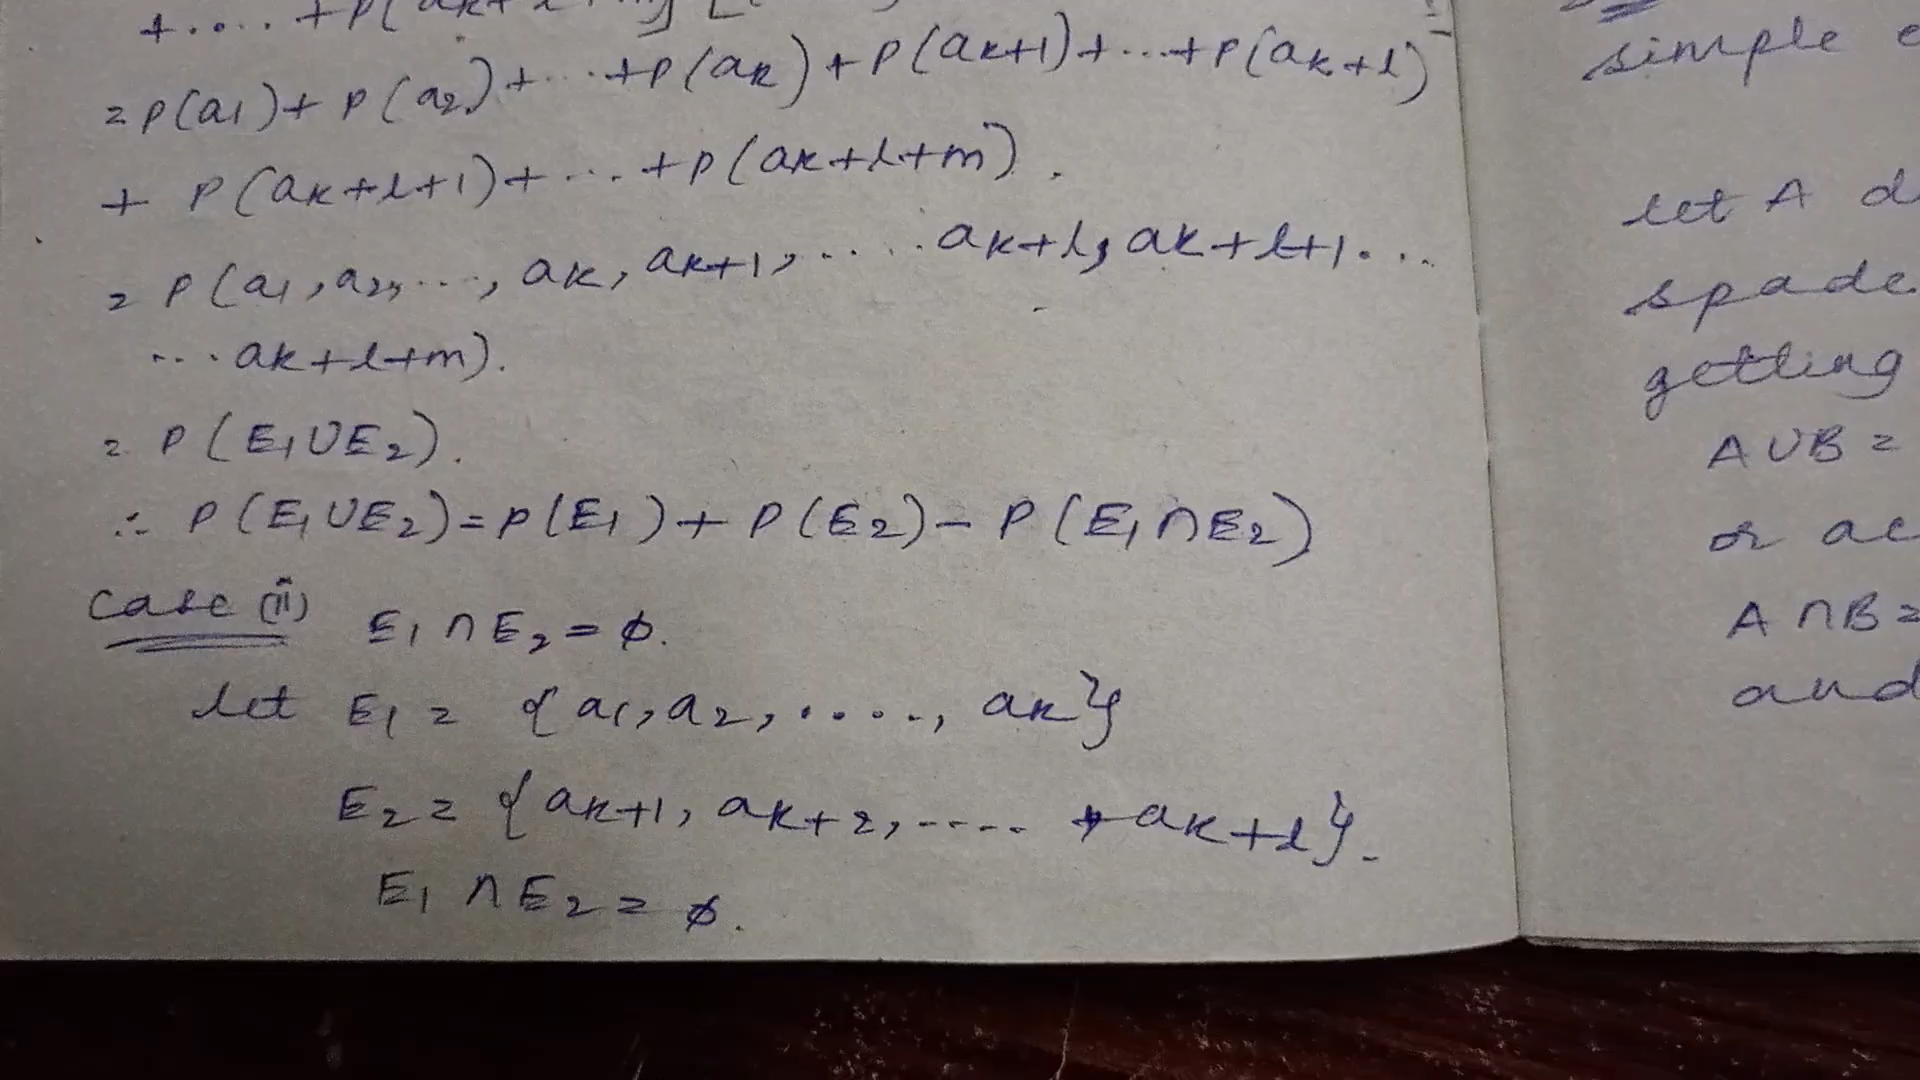 +.... +P(ak+l+m)] [
= P(a1) + P(a2) + ... + P(ak) + P(ak+1) + ... + P(ak+l)
+ P(ak+l+1) + ... + P(ak+l+m).
= P(a1, a2, ..., ak, ak+1, .... ak+l, ak+l+1...
... ak+l+m).
= P(E1 ∪ E2).
∴ P(E1 ∪ E2) = P(E1) + P(E2) - P(E1 ∩ E2)
Case (ii) E1 ∩ E2 = φ.
Let E1 = {a1, a2, ....., ak}
E2 = {ak+1, ak+2, ..... ak+l}.
E1 ∩ E2 = φ.
simple
Let A
spade
getting
A ∪ B =
or
A ∩ B =
and